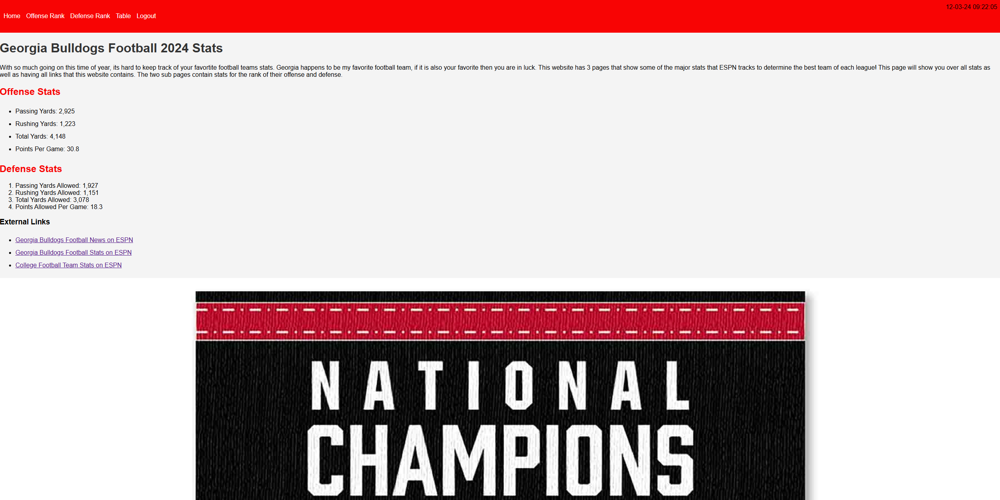 12-03-24 09:22:05
Home Offense Rank Defense Rank Table Logout
Georgia Bulldogs Football 2024 Stats
With so much going on this time of year, its hard to keep track of your favortite football teams stats. Georgia happens to be my favorite football team, if it is also your favorite then you are in luck. This website has 3 pages that show some of the major stats that ESPN tracks to determine the best team of each league! This page will show you over all stats as
well as having all links that this website contains. The two sub pages contain stats for the rank of their offense and defense.
Offense Stats
• Passing Yards: 2,925
• Rushing Yards: 1,223
• Total Yards: 4,148
• Points Per Game: 30.8
Defense Stats
1. Passing Yards Allowed: 1,927
2. Rushing Yards Allowed: 1,151
3. Total Yards Allowed: 3,078
4. Points Allowed Per Game: 18.3
External Links
• Georgia Bulldogs Football News on ESPN
• Georgia Bulldogs Football Stats on ESPN
• College Football Team Stats on ESPN
NATIONAL
CHAMPIONS